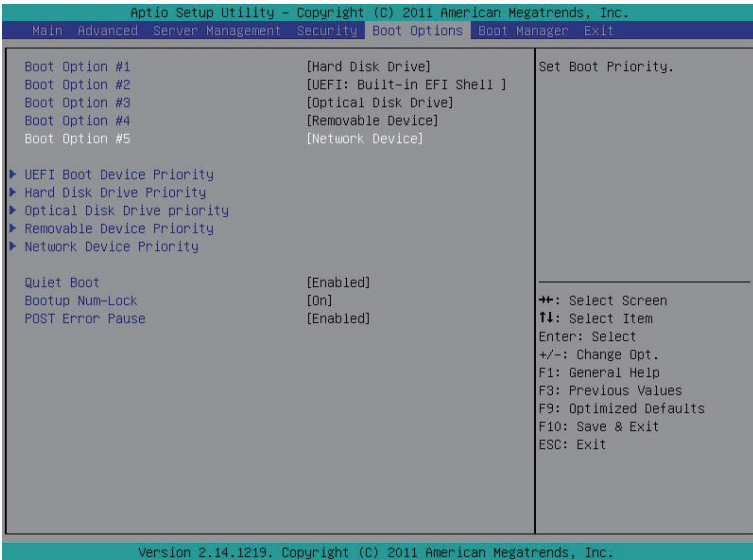 Aptio Setup Utility – Copyright (C) 2011 American Megatrends, Inc.
Main Advanced Server Management Security Boot Options Boot Manager Exit
Boot Option #1 [Hard Disk Drive]
Boot Option #2 [UEFI: Built-in EFI Shell ]
Boot Option #3 [Optical Disk Drive]
Boot Option #4 [Removable Device]
Boot Option #5 [Network Device]
UEFI Boot Device Priority
Hard Disk Drive Priority
Optical Disk Drive priority
Removable Device Priority
Network Device Priority
Quiet Boot [Enabled]
Bootup Num-Lock [On]
POST Error Pause [Enabled]
Set Boot Priority.
→←: Select Screen
↑↓: Select Item
Enter: Select
+/-: Change Opt.
F1: General Help
F3: Previous Values
F9: Optimized Defaults
F10: Save & Exit
ESC: Exit
Version 2.14.1219. Copyright (C) 2011 American Megatrends, Inc.